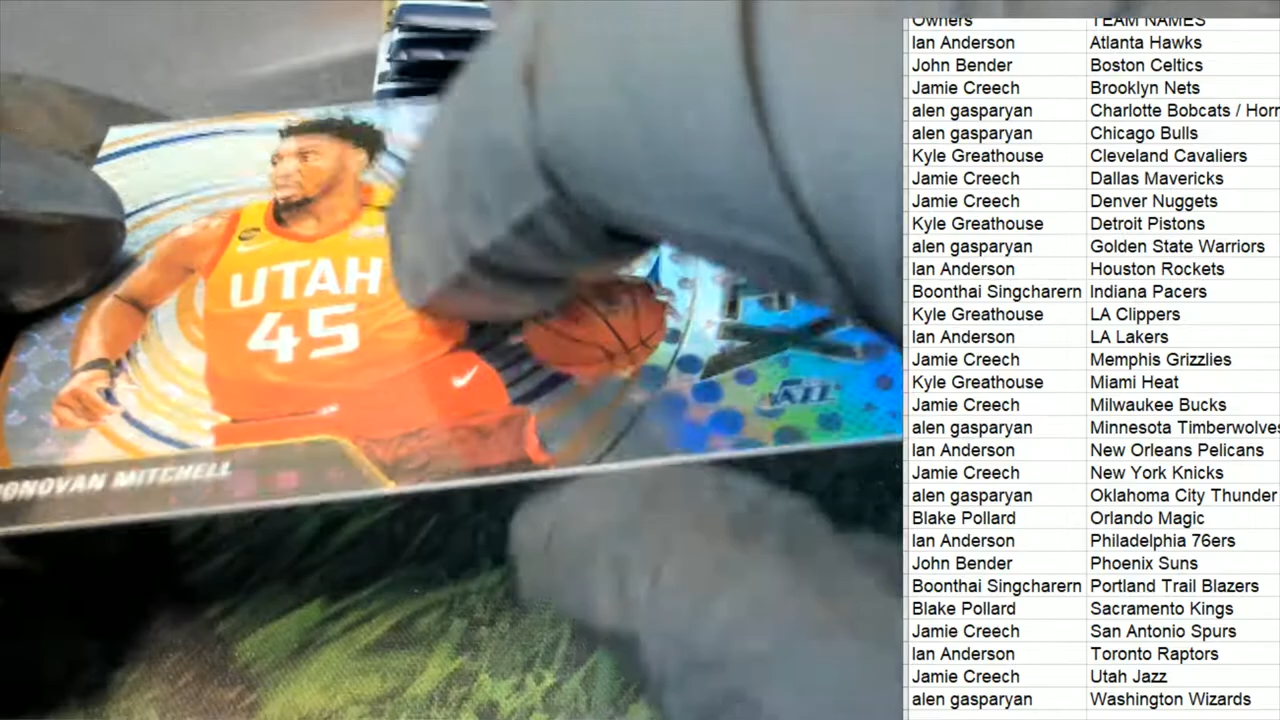 UTAH
45
DONOVAN MITCHELL
Owners TEAM NAMES
Ian Anderson Atlanta Hawks
John Bender Boston Celtics
Jamie Creech Brooklyn Nets
alen gasparyan Charlotte Bobcats / Horn
alen gasparyan Chicago Bulls
Kyle Greathouse Cleveland Cavaliers
Jamie Creech Dallas Mavericks
Jamie Creech Denver Nuggets
Kyle Greathouse Detroit Pistons
alen gasparyan Golden State Warriors
Ian Anderson Houston Rockets
Boonthai Singcharern Indiana Pacers
Kyle Greathouse LA Clippers
Ian Anderson LA Lakers
Jamie Creech Memphis Grizzlies
Kyle Greathouse Miami Heat
Jamie Creech Milwaukee Bucks
alen gasparyan Minnesota Timberwolves
Ian Anderson New Orleans Pelicans
Jamie Creech New York Knicks
alen gasparyan Oklahoma City Thunder
Blake Pollard Orlando Magic
Ian Anderson Philadelphia 76ers
John Bender Phoenix Suns
Boonthai Singcharern Portland Trail Blazers
Blake Pollard Sacramento Kings
Jamie Creech San Antonio Spurs
Ian Anderson Toronto Raptors
Jamie Creech Utah Jazz
alen gasparyan Washington Wizards